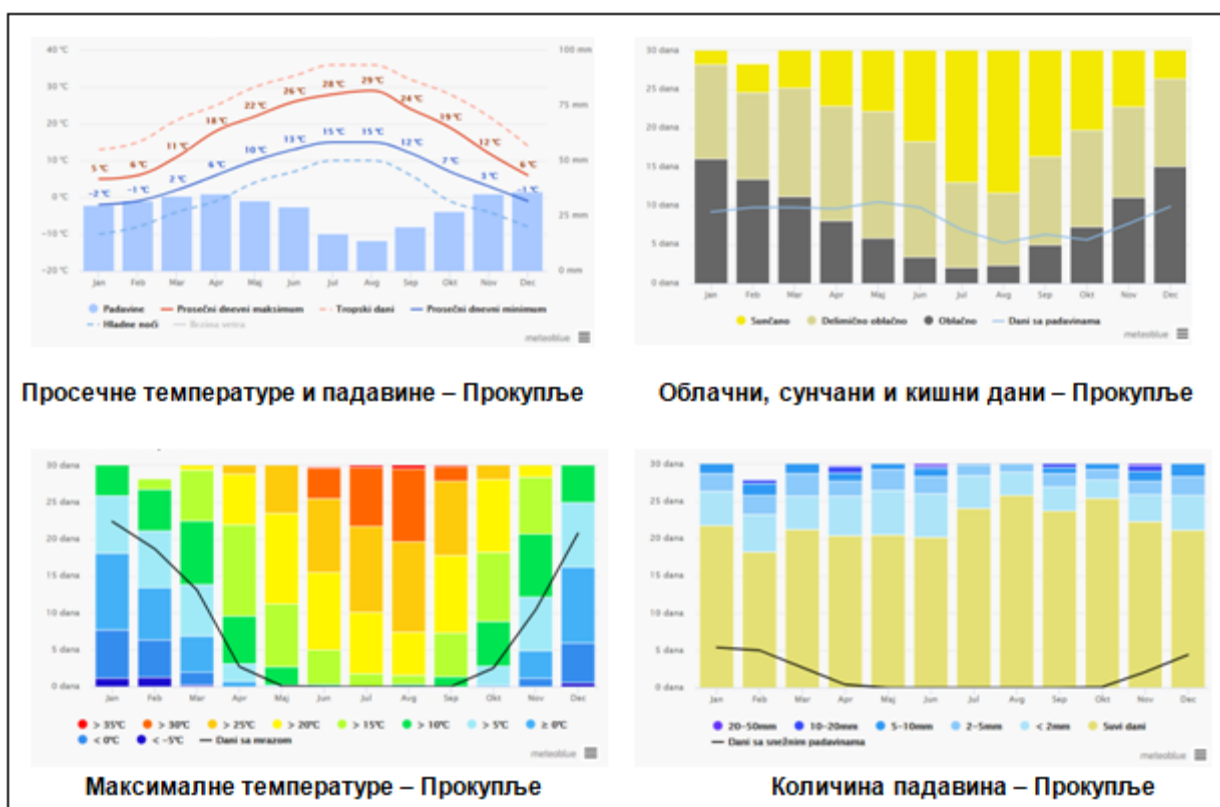 40 °C
100 mm
30 °C
20 °C
10 °C
0 °C
-10 °C
-20 °C
75 mm
50 mm
25 mm
0 mm
5 °C
6 °C
11 °C
18 °C
22 °C
26 °C
28 °C
29 °C
24 °C
19 °C
12 °C
6 °C
-2 °C
-1 °C
2 °C
6 °C
10 °C
13 °C
15 °C
15 °C
12 °C
7 °C
3 °C
-1 °C
Jan Feb Mar Apr Maj Jun Jul Avg Sep Okt Nov Dec
Padavine Prosečni dnevni maksimum Tropski dani Prosečni dnevni minimum
Hladne noći Brzina vetra
meteoblue
30 dana
25 dana
20 dana
15 dana
10 dana
5 dana
0 dana
Jan Feb Mar Apr Maj Jun Jul Avg Sep Okt Nov Dec
Sunčano Delimično oblačno Oblačno Dani sa padavinama
meteoblue
Просечне температуре и падавине – Прокупље
Облачни, сунчани и кишни дани – Прокупље
30 dana
25 dana
20 dana
15 dana
10 dana
5 dana
0 dana
Jan Feb Mar Apr Maj Jun Jul Avg Sep Okt Nov Dec
> 35°C > 30°C > 25°C > 20°C > 15°C > 10°C > 5°C ≥ 0°C
< 0°C < -5°C Dani sa mrazom
meteoblue
30 dana
25 dana
20 dana
15 dana
10 dana
5 dana
0 dana
Jan Feb Mar Apr Maj Jun Jul Avg Sep Okt Nov Dec
20-50mm 10-20mm 5-10mm 2-5mm < 2mm Suvi dani
Dani sa snežnim padavinama
meteoblue
Максималне температуре – Прокупље
Количина падавина – Прокупље